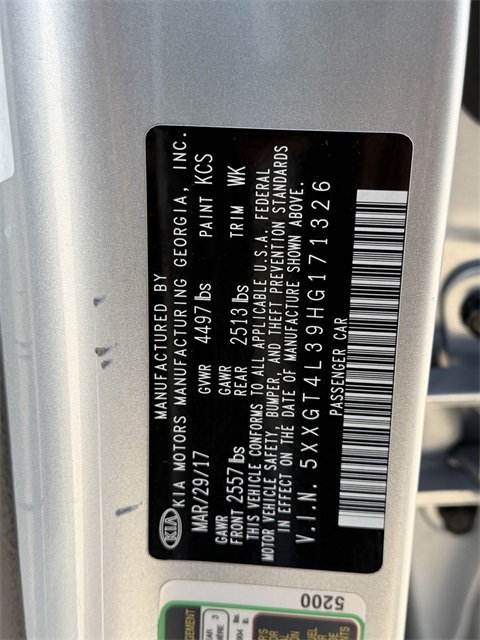 MANUFACTURED BY
KIA KIA MOTORS MANUFACTURING GEORGIA, INC.
MAR/29/17 GVWR 4497lbs PAINT KCS
GAWR FRONT 2557lbs GAWR REAR 2513lbs TRIM WK
THIS VEHICLE CONFORMS TO ALL APPLICABLE U.S.A. FEDERAL
MOTOR VEHICLE SAFETY, BUMPER, AND THEFT PREVENTION STANDARDS
IN EFFECT ON THE DATE OF MANUFACTURE SHOWN ABOVE.
V.I.N. 5XXGT4L39HG171326
PASSENGER CAR
5200